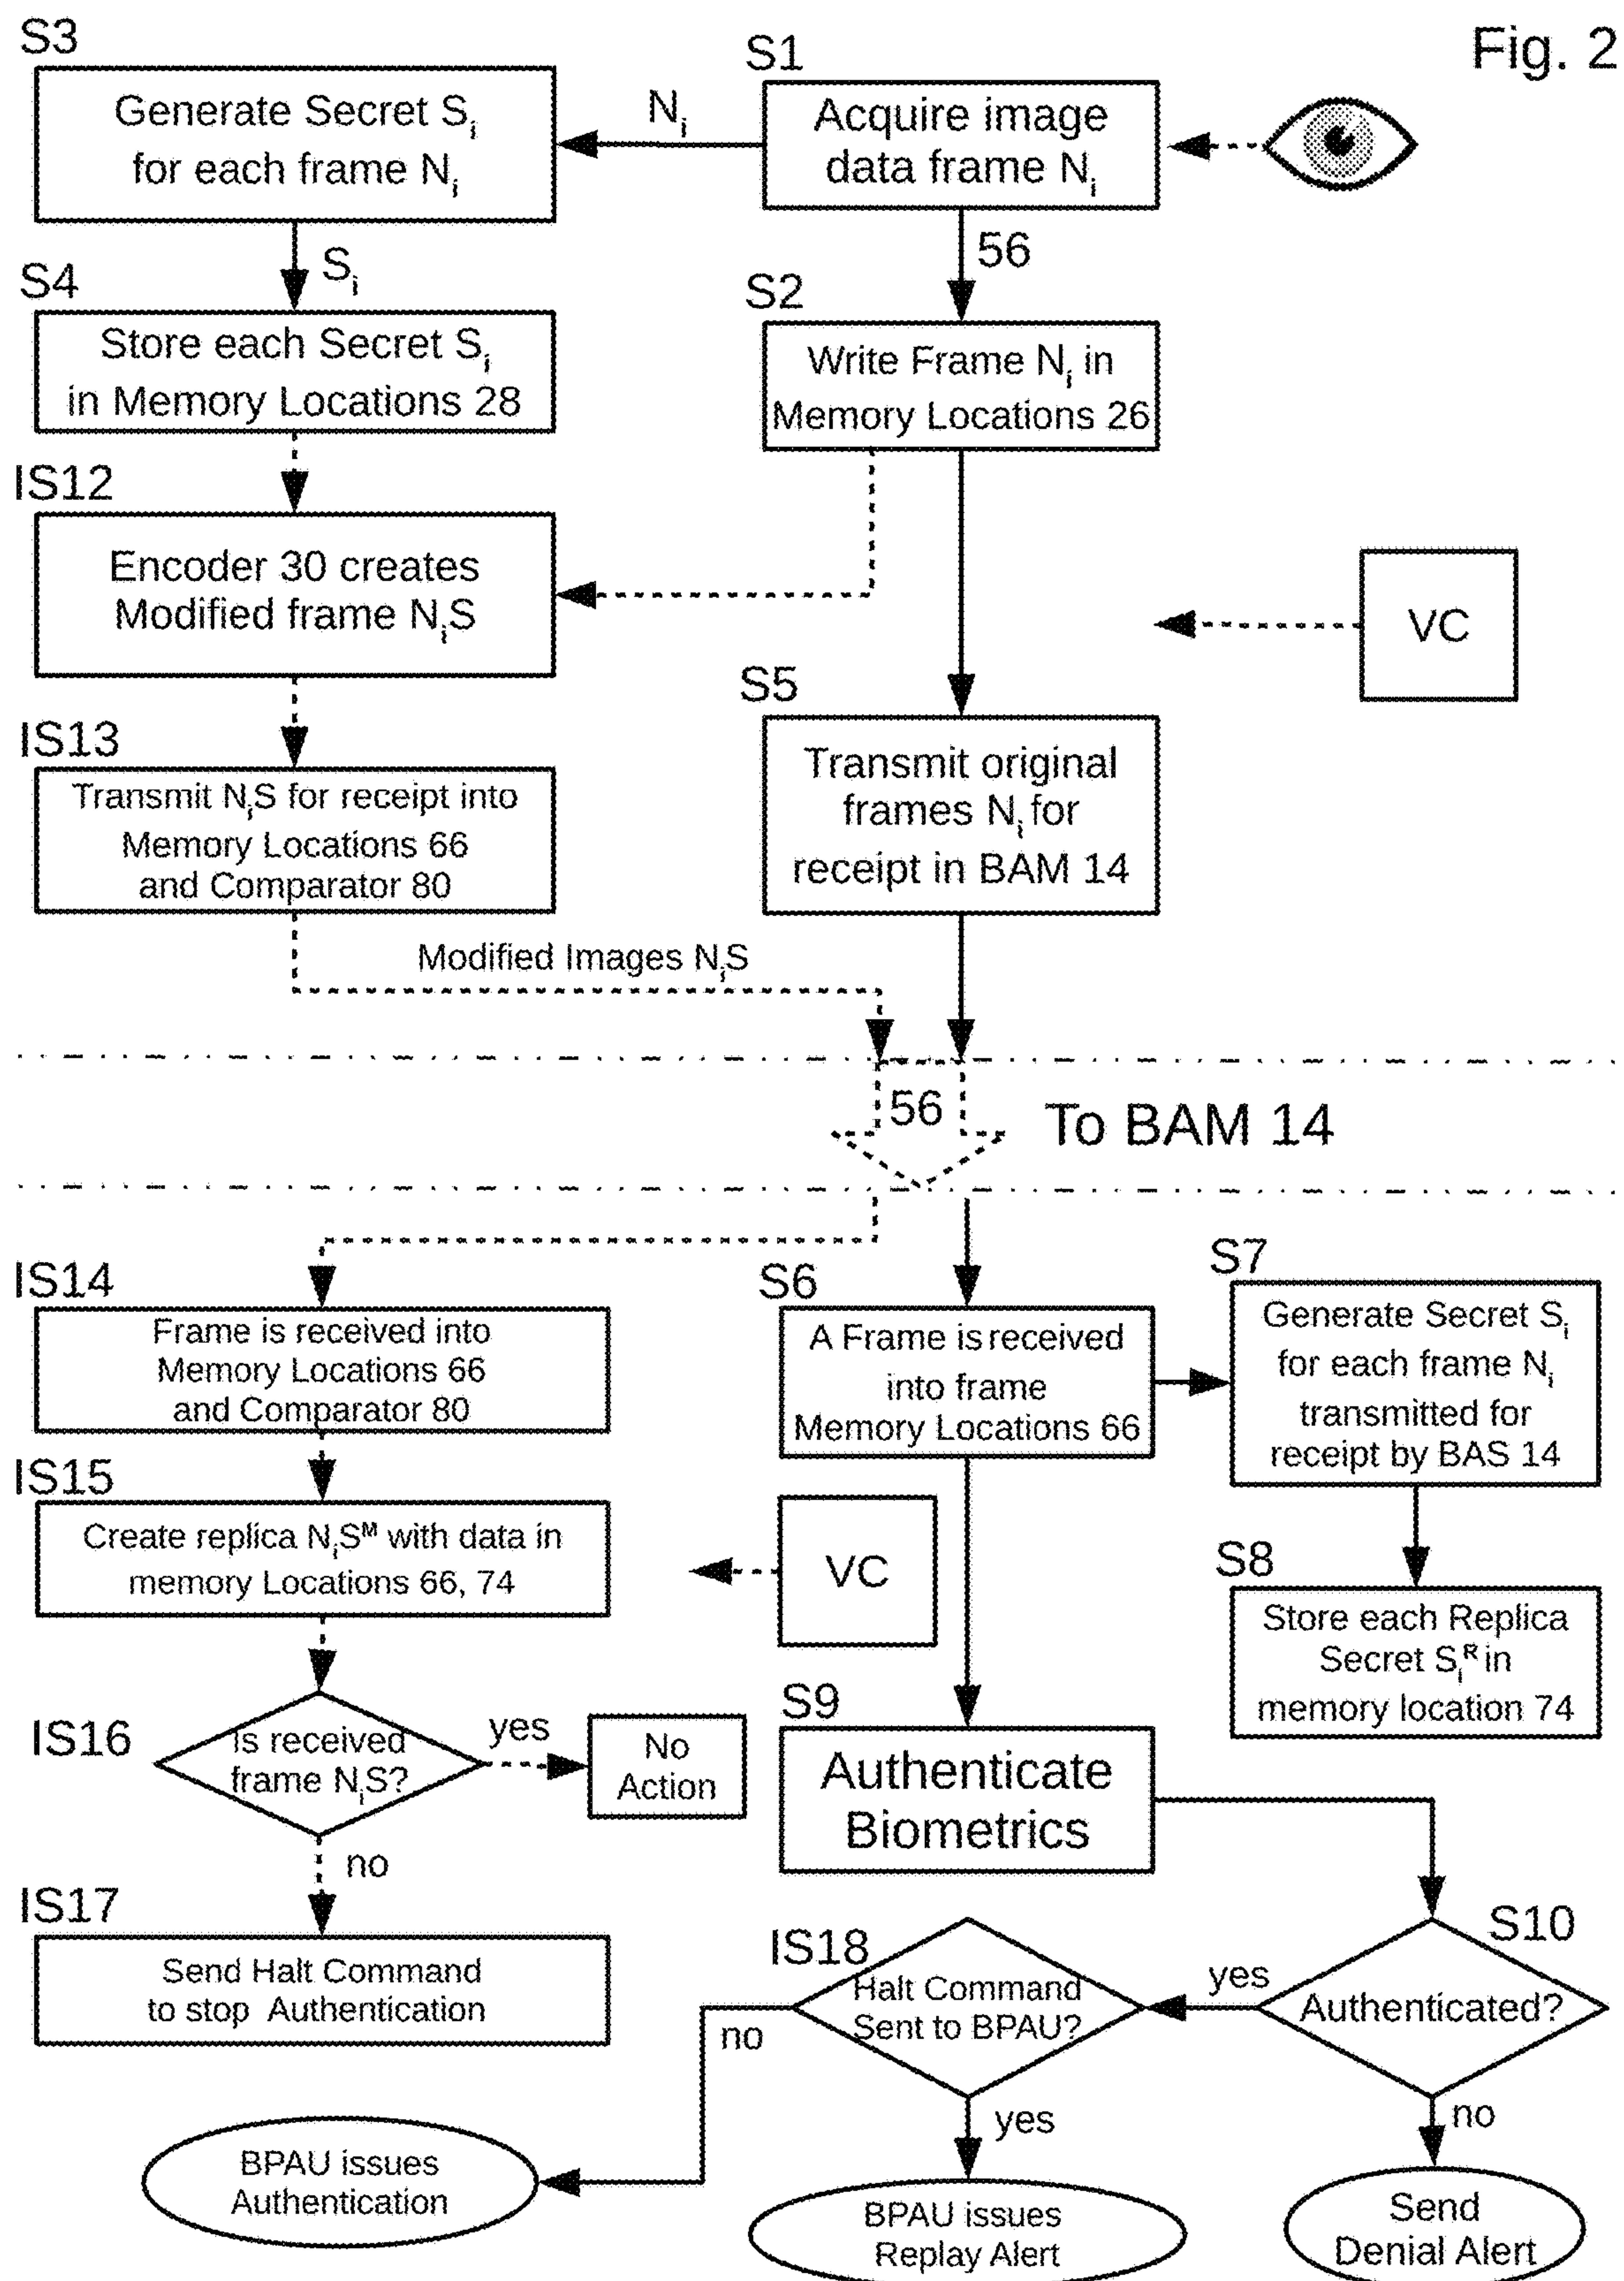 Fig. 2
S3
Generate Secret Si
for each frame Ni
Ni
S1
Acquire image
data frame Ni
Si
56
S4
Store each Secret Si
in Memory Locations 28
S2
Write Frame Ni in
Memory Locations 26
IS12
Encoder 30 creates
Modified frame NiS
VC
IS13
Transmit NiS for receipt into
Memory Locations 66
and Comparator 80
S5
Transmit original
frames Ni for
receipt in BAM 14
Modified Images NiS
56
To BAM 14
IS14
Frame is received into
Memory Locations 66
and Comparator 80
S6
A Frame is received
into frame
Memory Locations 66
S7
Generate Secret Si
for each frame Ni
transmitted for
receipt by BAS 14
IS15
Create replica NiSM with data in
memory Locations 66, 74
VC
S8
Store each Replica
Secret SiR in
memory location 74
IS16
Is received
frame NiS?
yes
No
Action
no
S9
Authenticate
Biometrics
IS17
Send Halt Command
to stop Authentication
IS18
Halt Command
Sent to BPAU?
yes
S10
Authenticated?
no
yes
no
BPAU issues
Authentication
BPAU issues
Replay Alert
Send
Denial Alert